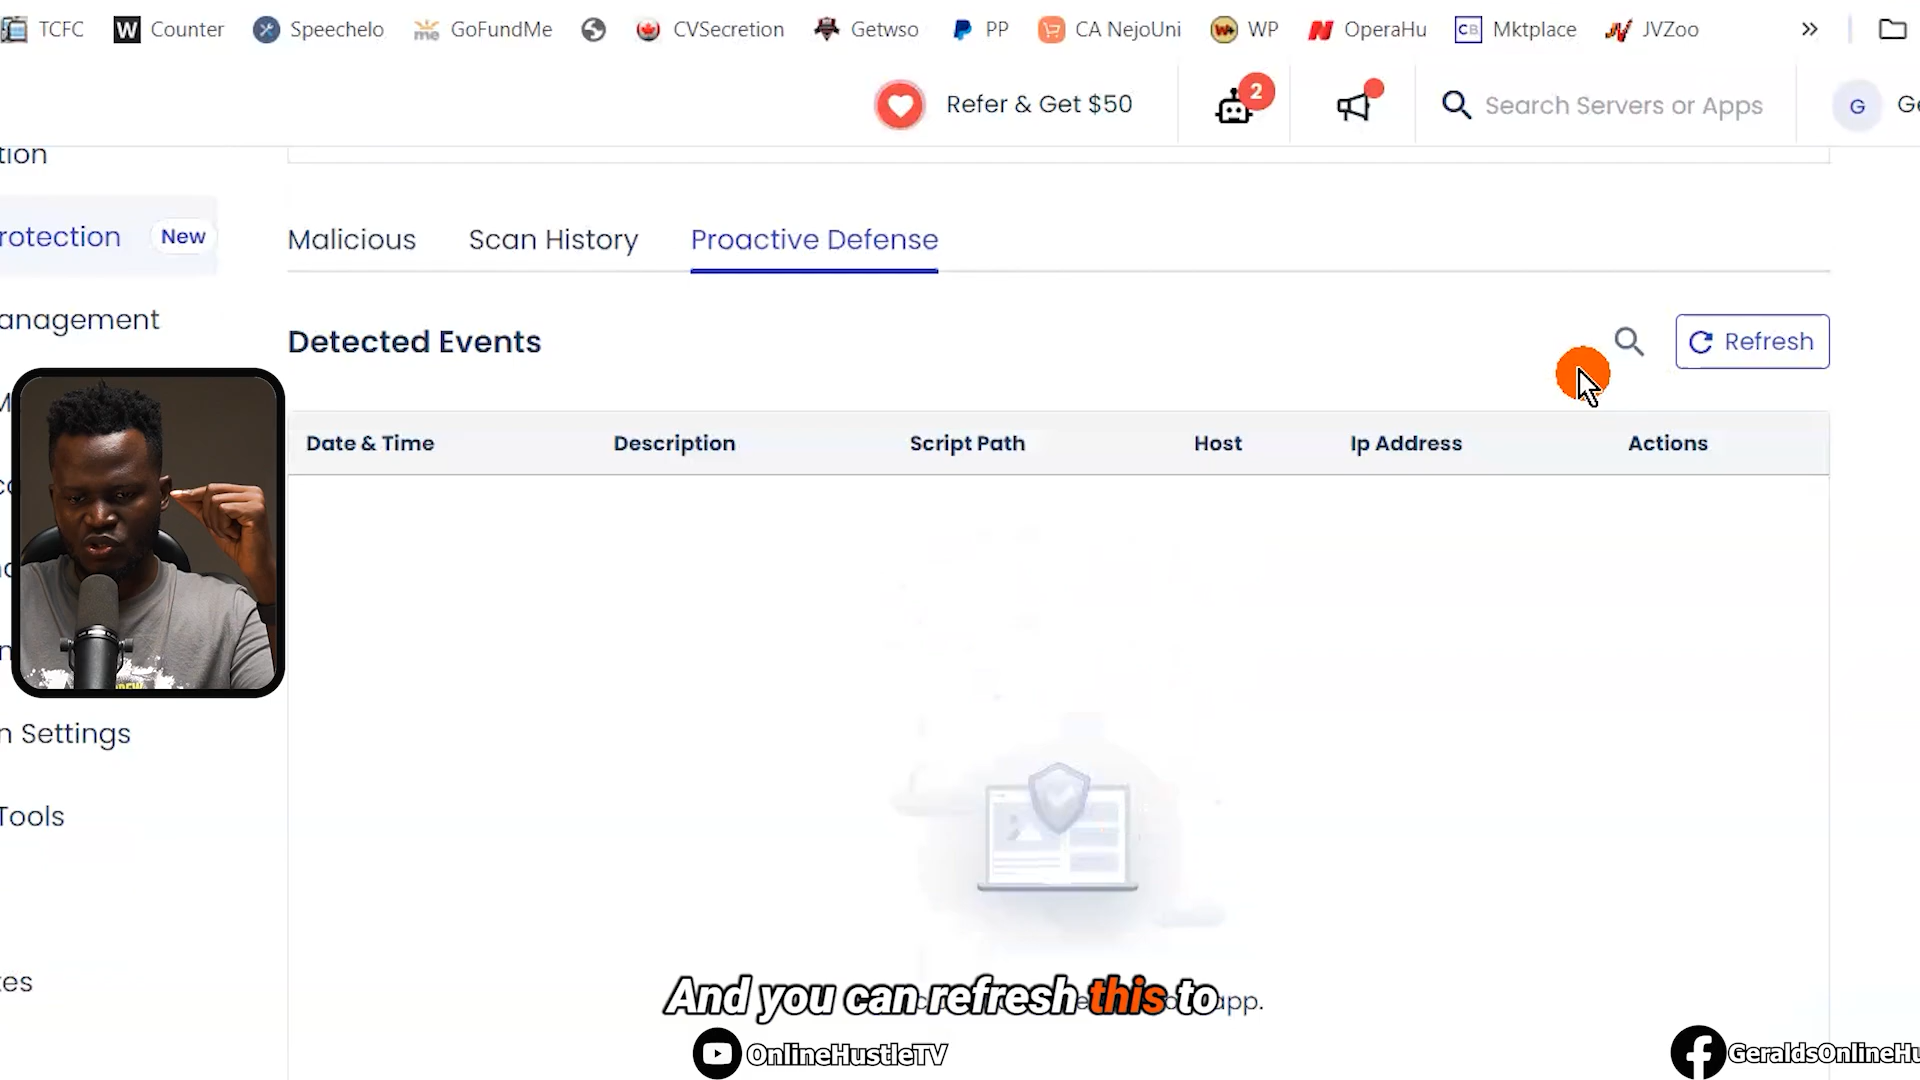 TCFC Counter Speechelo GoFundMe CVSecretion Getwso PP CA NejoUni WP OperaHu Mktplace JVZoo
Refer & Get $50 2 Search Servers or Apps G Ge
tion
rotection New
Malicious Scan History Proactive Defense
anagement
Detected Events Refresh
Date & Time Description Script Path Host Ip Address Actions
n Settings
Tools
es
And you can refresh this to
app.
OnlineHustleTV
GeraldsOnlineHu